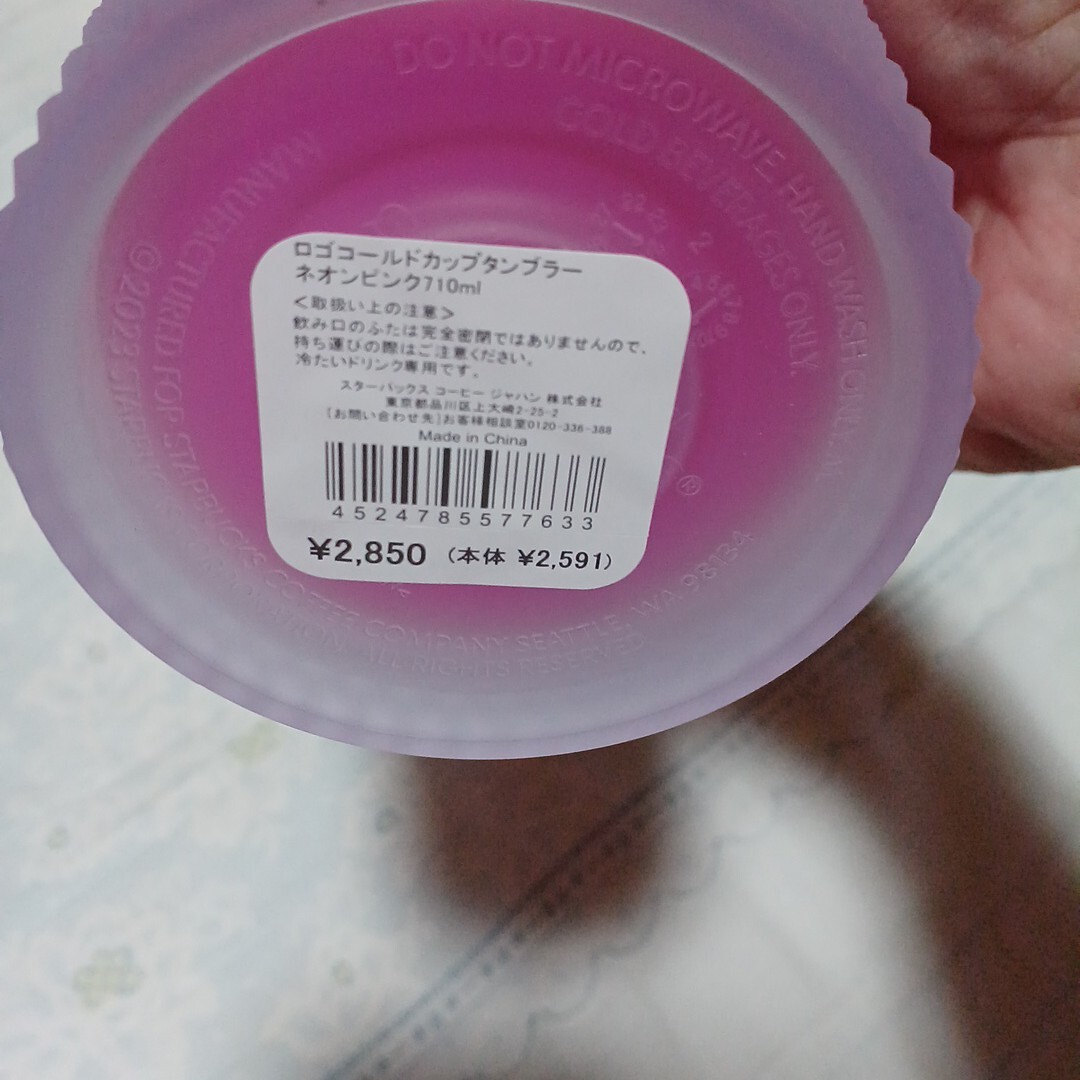 DO NOT MICROWAVE HAND WASH ONLY
COLD BEVERAGES ONLY.
ロゴコールドカップタンブラー
ネオンピンク710ml
＜取扱い上の注意＞
飲み口のふたは完全密閉ではありませんので、
持ち運びの際はご注意ください。
冷たいドリンク専用です。
スターバックス コーヒー ジャパン 株式会社
東京都品川区上大崎2-25-2
[お問い合わせ先]お客様相談室0120-336-388
Made in China
4524785577633
¥2,850 (本体 ¥2,591)
MANUFACTURED FOR STARBUCKS COFFEE COMPANY SEATTLE, WA 98134
©2023 STARBUCKS
ALL RIGHTS RESERVED